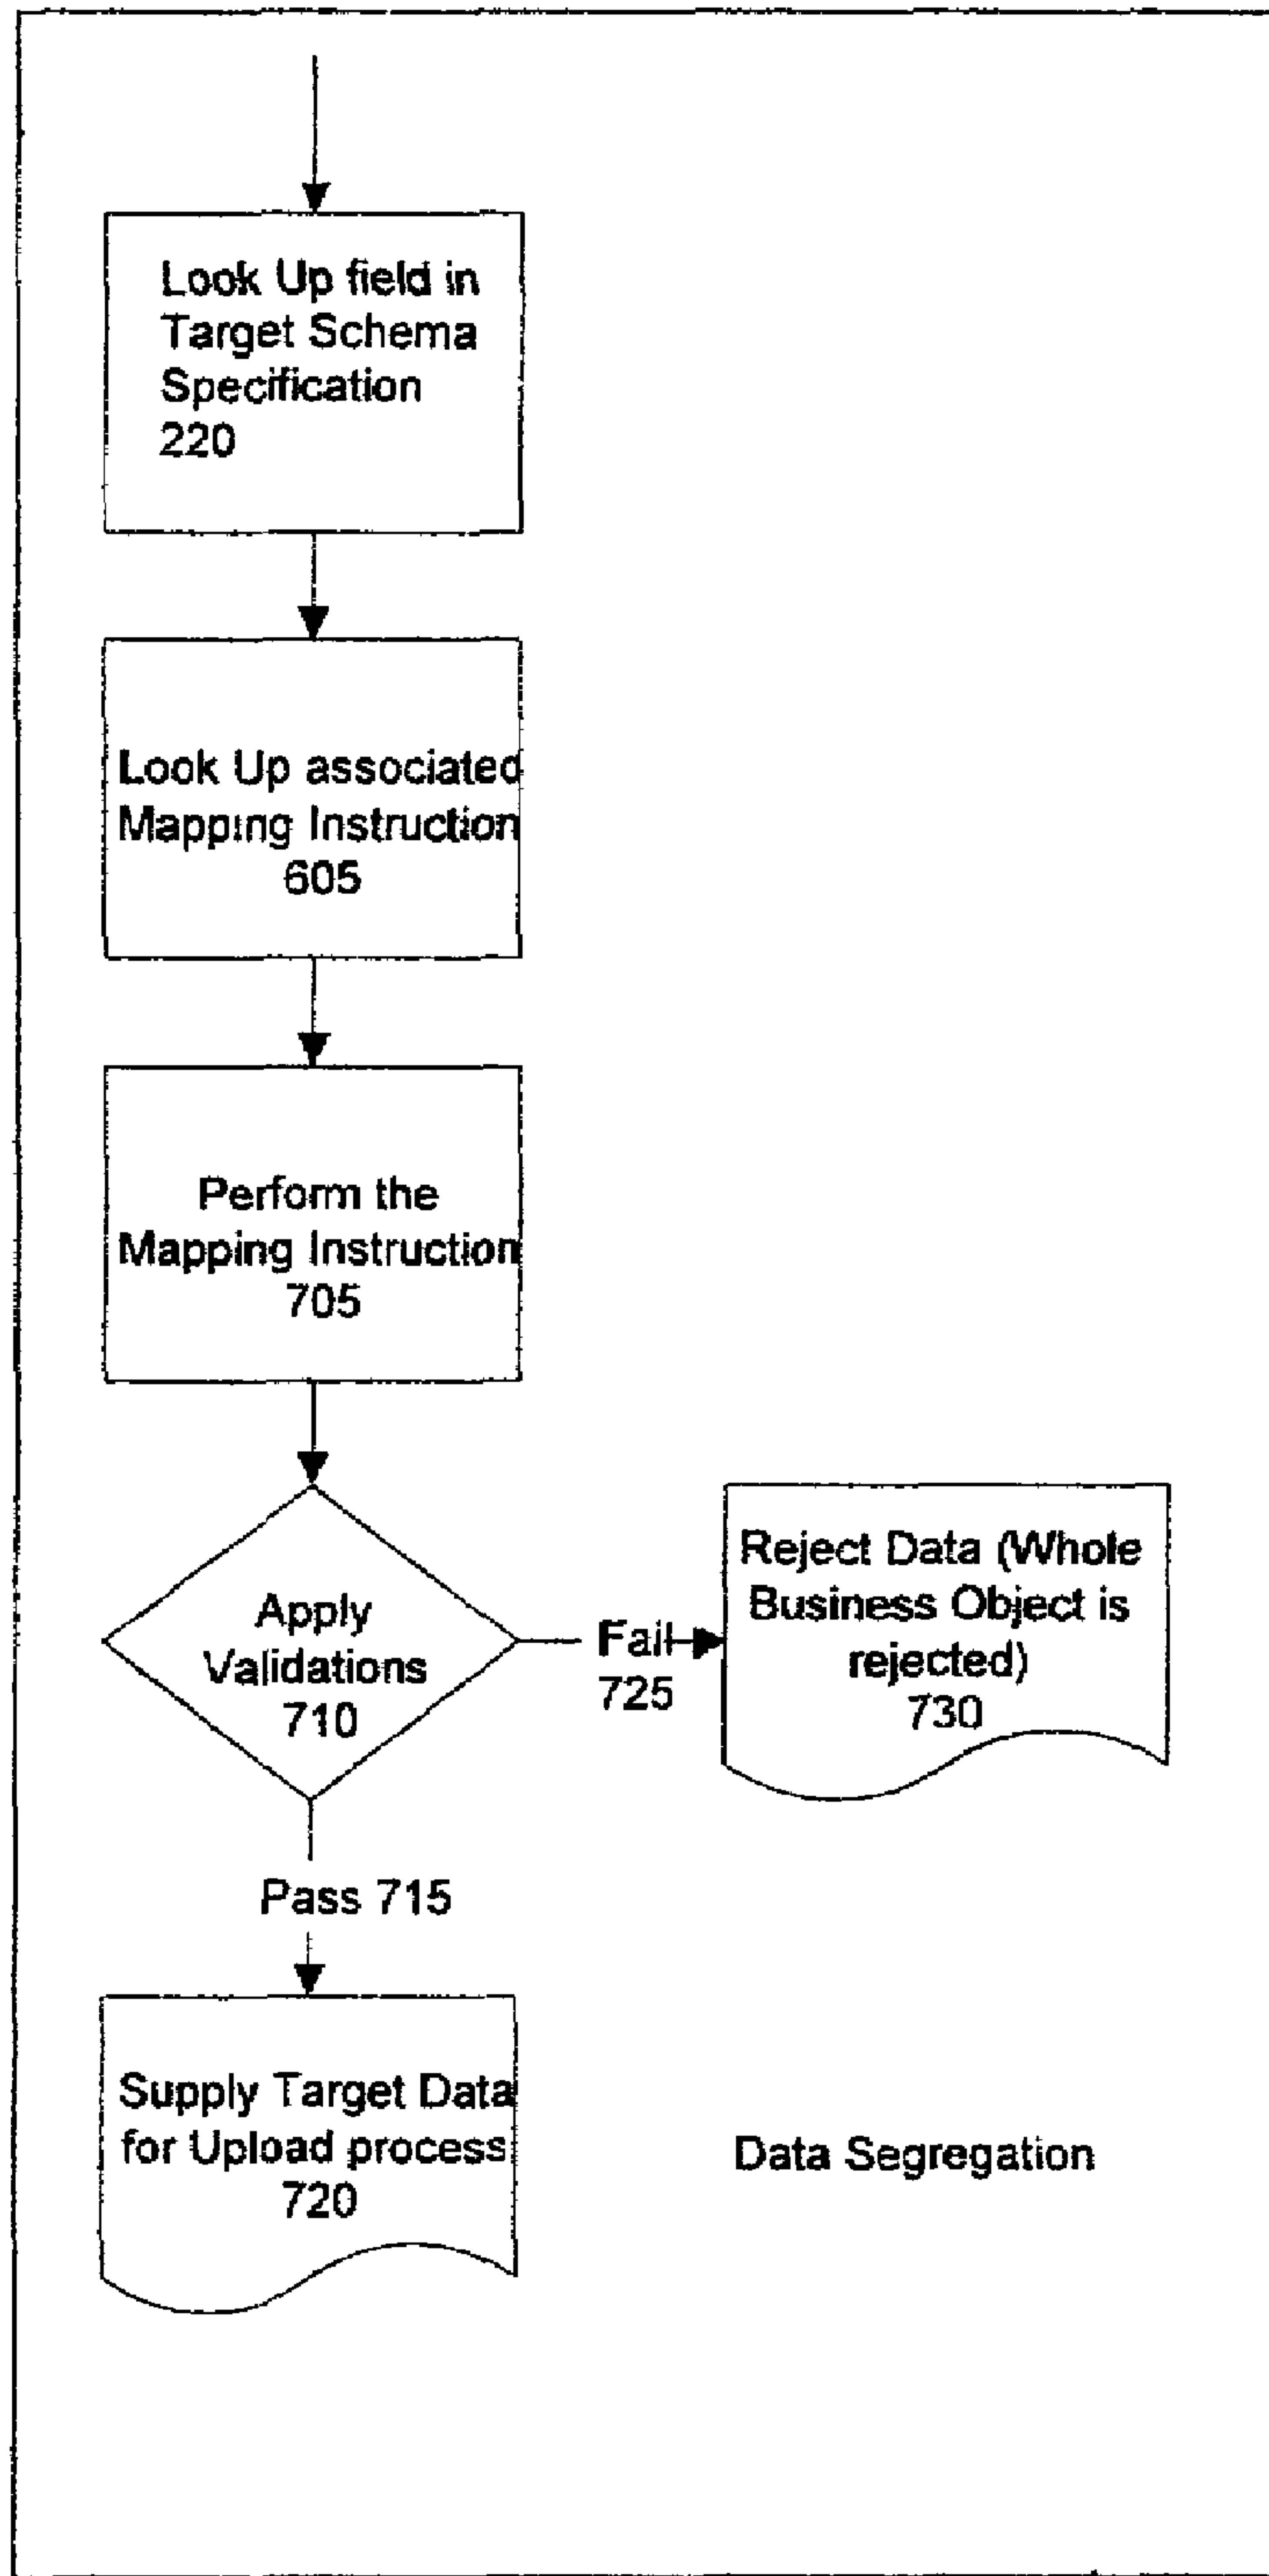 Look Up field in
Target Schema
Specification
220
Look Up associated
Mapping Instruction
605
Perform the
Mapping Instruction
705
Apply
Validations
710
Fail
725
Reject Data (Whole
Business Object is
rejected)
730
Pass 715
Supply Target Data
for Upload process
720
Data Segregation